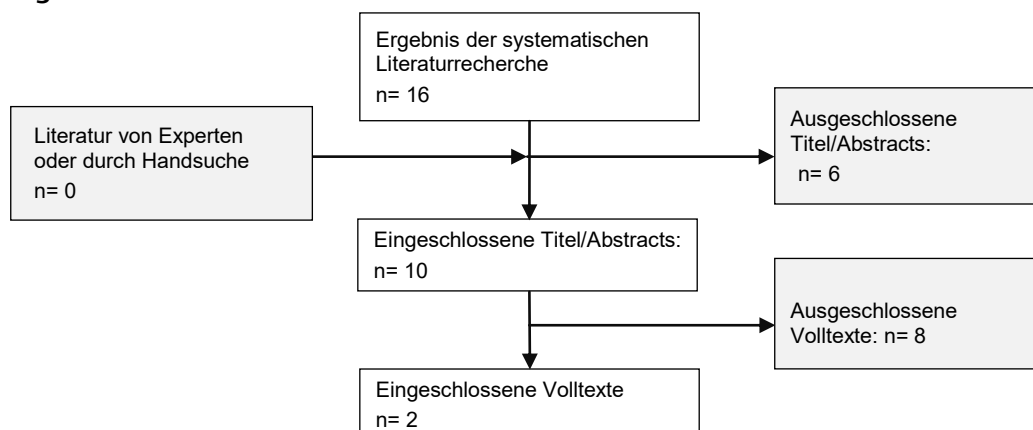 Ergebnis der systematischen
Literaturrecherche
n= 16
Literatur von Experten
oder durch Handsuche
n= 0
Ausgeschlossene
Titel/Abstracts:
n= 6
Eingeschlossene Titel/Abstracts:
n= 10
Ausgeschlossene
Volltexte: n= 8
Eingeschlossene Volltexte
n= 2